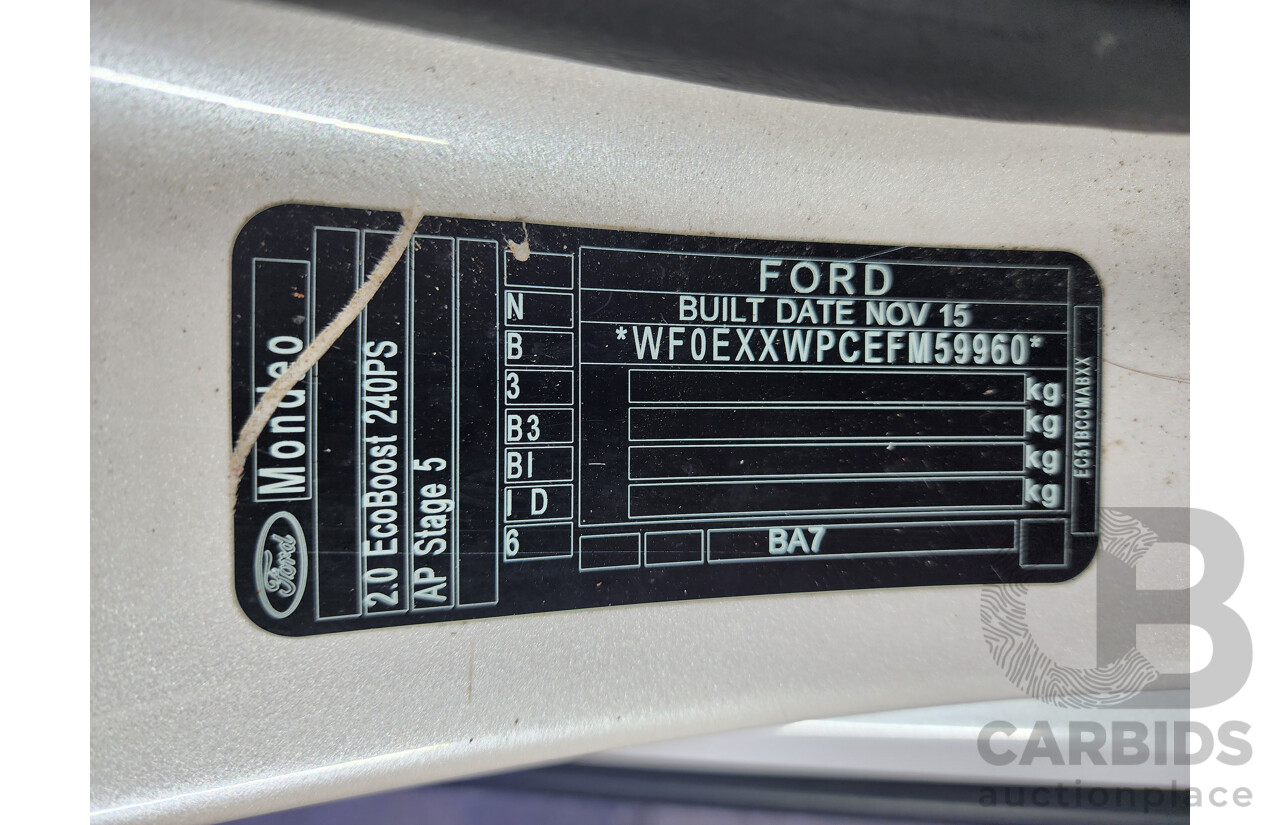 FORD
BUILT DATE NOV 15
*WF0EXXWPCEFM59960*
kg
kg
kg
kg
BA7
EC51BCCMABXX
N
B
3
B3
BI
I D
6
Ford
Mondeo
2.0 EcoBoost 240PS
AP Stage 5
CB
CARBIDS
auctionplace